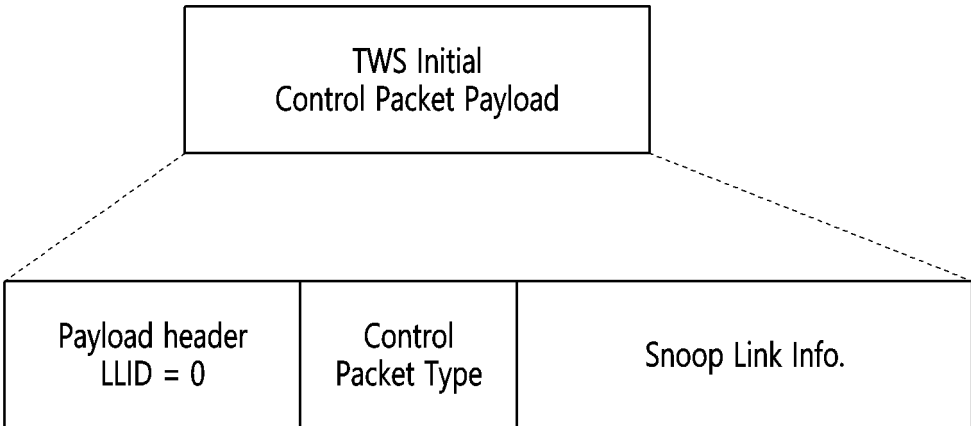 TWS Initial
Control Packet Payload
Payload header
LLID = 0
Control
Packet Type
Snoop Link Info.